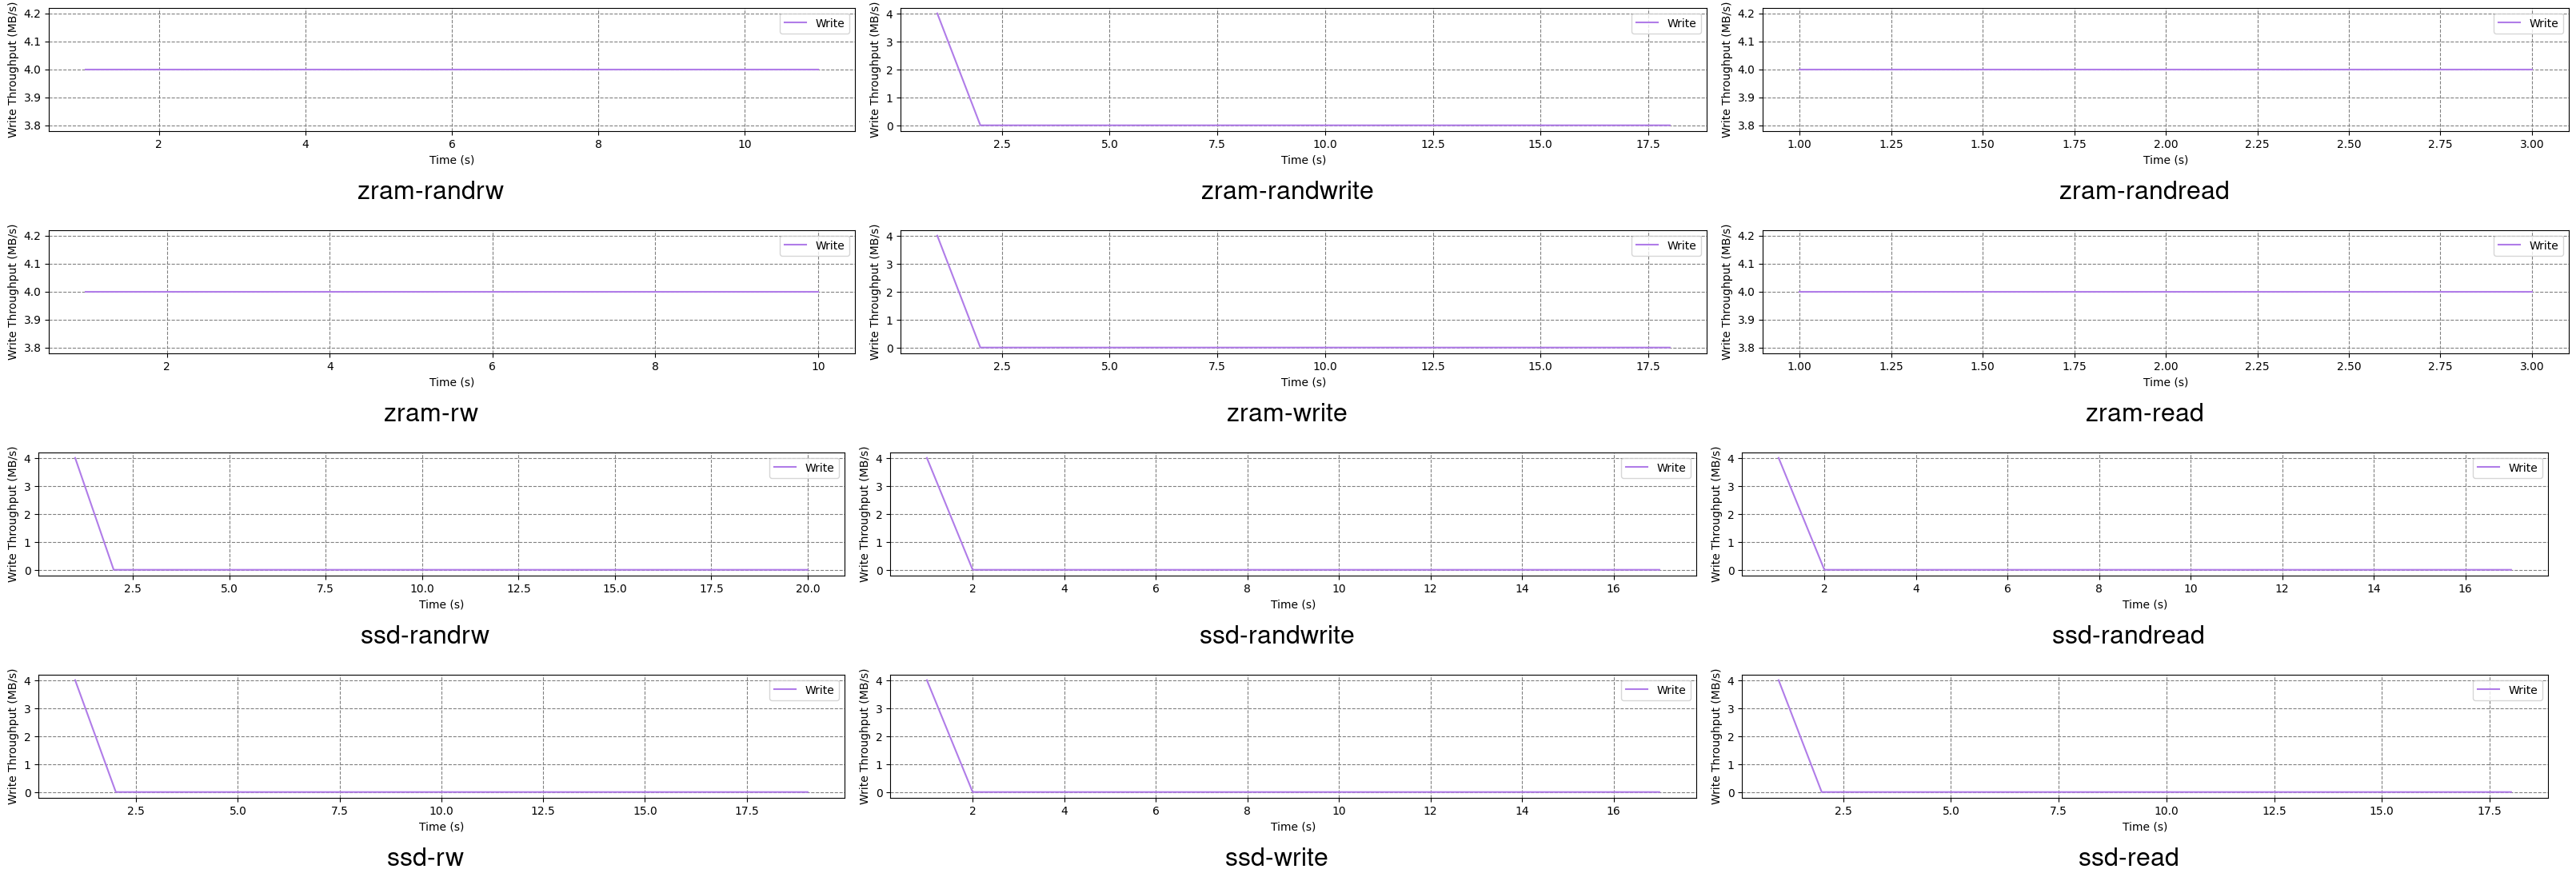 Write Throughput (MB/s)
4.2
4.1
4.0
3.9
3.8
Write
2 4 6 8 10
Time (s)
zram-randrw
Write Throughput (MB/s)
4
3
2
1
0
Write
2.5 5.0 7.5 10.0 12.5 15.0 17.5
Time (s)
zram-randwrite
Write Throughput (MB/s)
4.2
4.1
4.0
3.9
3.8
Write
1.00 1.25 1.50 1.75 2.00 2.25 2.50 2.75 3.00
Time (s)
zram-randread
Write Throughput (MB/s)
4.2
4.1
4.0
3.9
3.8
Write
2 4 6 8 10
Time (s)
zram-rw
Write Throughput (MB/s)
4
3
2
1
0
Write
2.5 5.0 7.5 10.0 12.5 15.0 17.5
Time (s)
zram-write
Write Throughput (MB/s)
4.2
4.1
4.0
3.9
3.8
Write
1.00 1.25 1.50 1.75 2.00 2.25 2.50 2.75 3.00
Time (s)
zram-read
Write Throughput (MB/s)
4
3
2
1
0
Write
2.5 5.0 7.5 10.0 12.5 15.0 17.5 20.0
Time (s)
ssd-randrw
Write Throughput (MB/s)
4
3
2
1
0
Write
2 4 6 8 10 12 14 16
Time (s)
ssd-randwrite
Write Throughput (MB/s)
4
3
2
1
0
Write
2 4 6 8 10 12 14 16
Time (s)
ssd-randread
Write Throughput (MB/s)
4
3
2
1
0
Write
2.5 5.0 7.5 10.0 12.5 15.0 17.5
Time (s)
ssd-rw
Write Throughput (MB/s)
4
3
2
1
0
Write
2 4 6 8 10 12 14 16
Time (s)
ssd-write
Write Throughput (MB/s)
4
3
2
1
0
Write
2.5 5.0 7.5 10.0 12.5 15.0 17.5
Time (s)
ssd-read